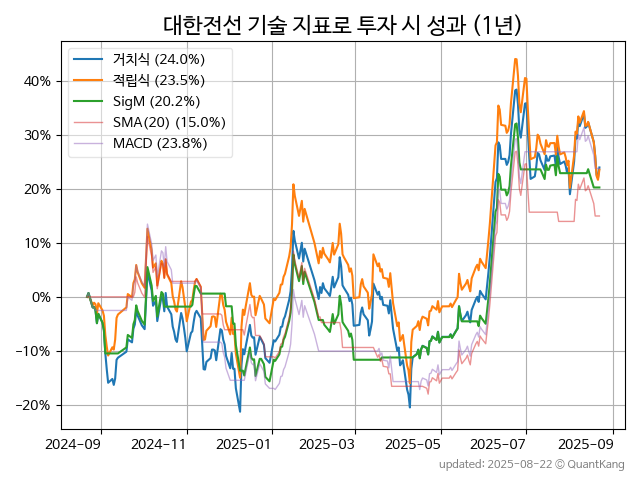 대한전선 기술 지표로 투자 시 성과 (1년)
거치식 (24.0%)
적립식 (23.5%)
SigM (20.2%)
SMA(20) (15.0%)
MACD (23.8%)
40%
30%
20%
10%
0%
−10%
−20%
2024−09
2024−11
2025−01
2025−03
2025−05
2025−07
2025−09
updated: 2025-08-22 © QuantKang